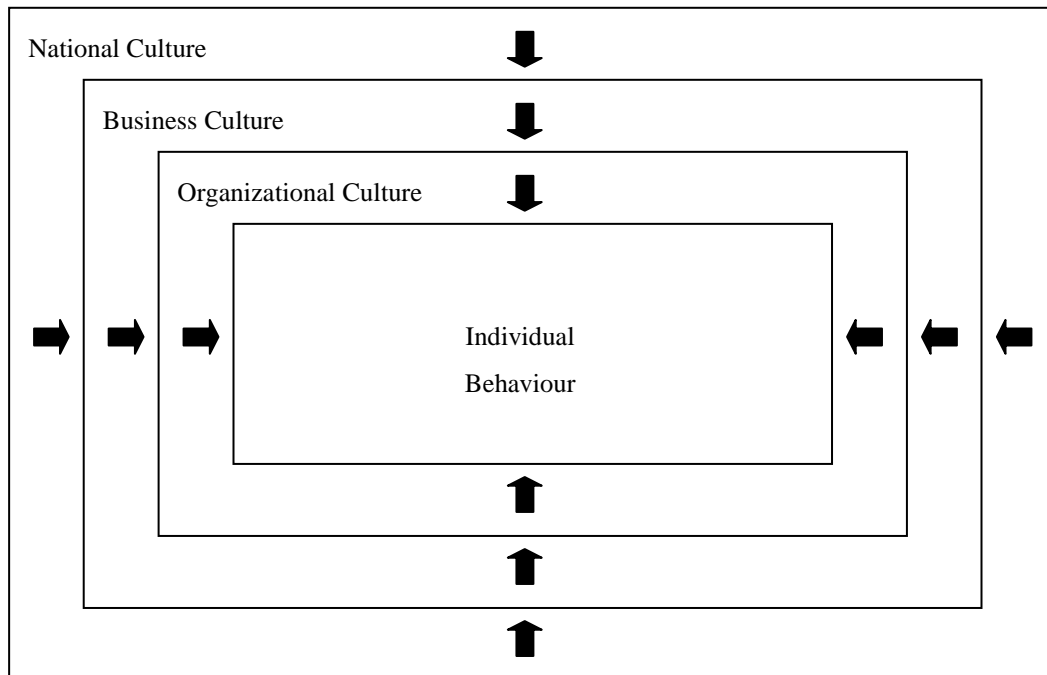 National Culture
Business Culture
Organizational Culture
Individual
Behaviour